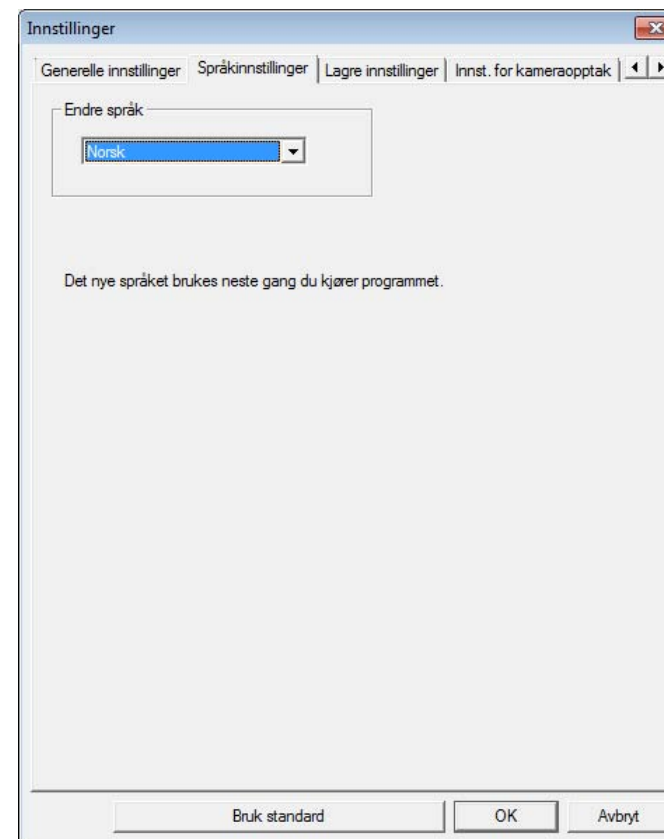 Innstillinger
Generelle innstillinger Språkinnstillinger Lagre innstillinger Innst. for kameraopptak
Endre språk
Norsk
Det nye språket brukes neste gang du kjører programmet.
Bruk standard OK Avbryt